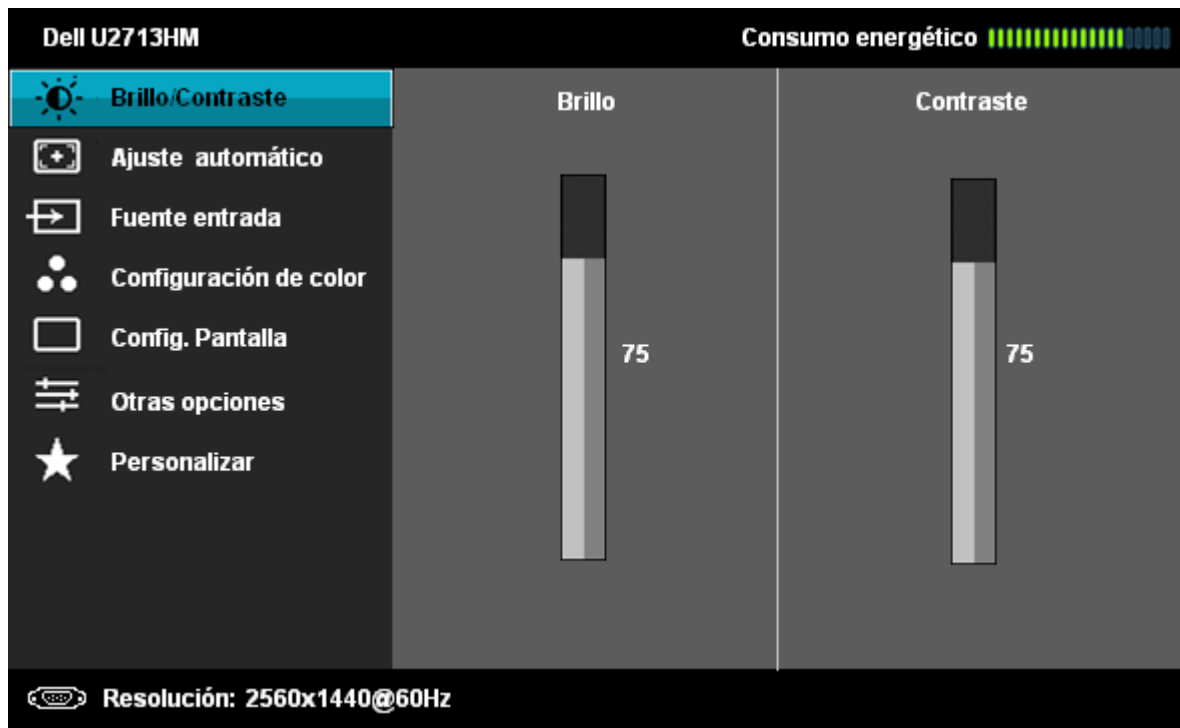 Dell U2713HM
Consumo energético
Brillo/Contraste
Ajuste automático
Fuente entrada
Configuración de color
Config. Pantalla
Otras opciones
Personalizar
Brillo
75
Contraste
75
Resolución: 2560x1440@60Hz